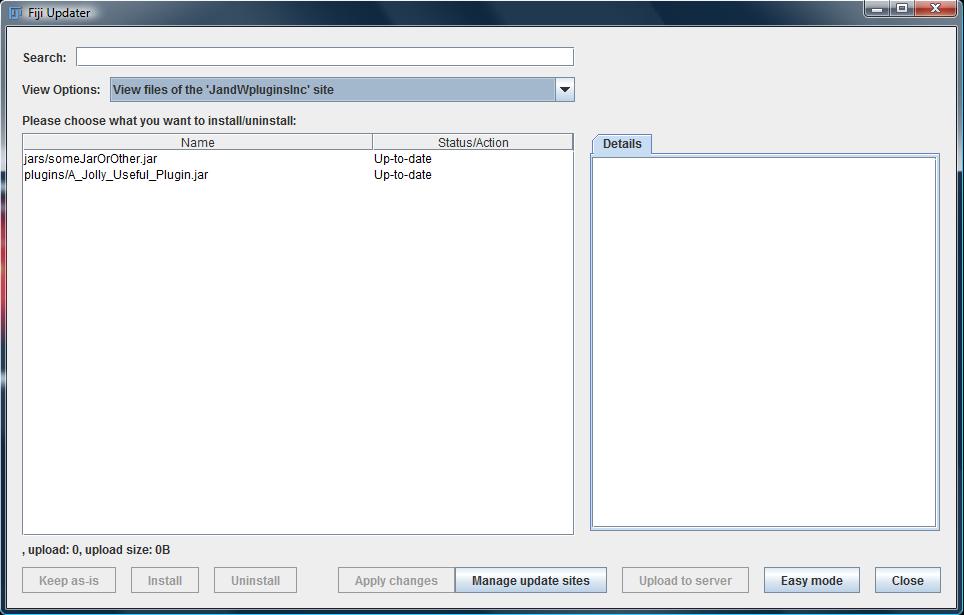 Fiji Updater
Search:
View Options: View files of the 'JandWpluginsInc' site
Please choose what you want to install/uninstall:
Name Status/Action
jars/someJarOrOther.jar Up-to-date
plugins/A_Jolly_Useful_Plugin.jar Up-to-date
Details
, upload: 0, upload size: 0B
Keep as-is Install Uninstall Apply changes Manage update sites Upload to server Easy mode Close